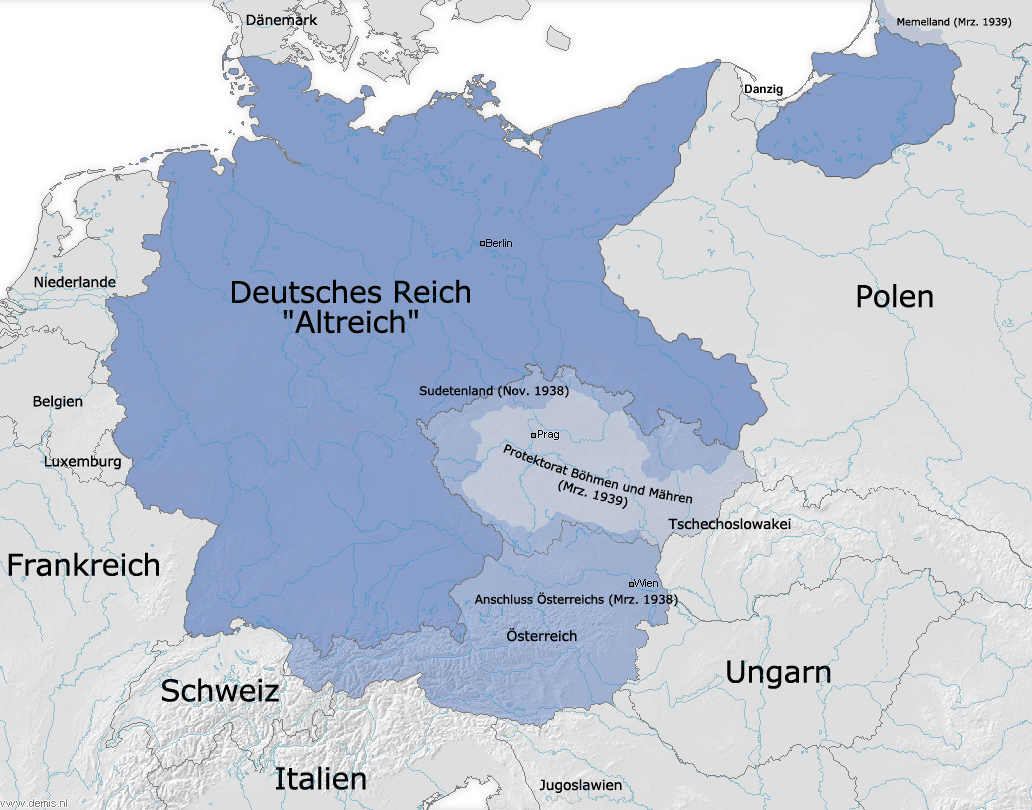 Dänemark
Memelland (Mrz. 1939)
Danzig
Berlin
Niederlande
Deutsches Reich
"Altreich"
Polen
Sudetenland (Nov. 1938)
Belgien
Prag
Luxemburg
Protektorat Böhmen und Mähren
(Mrz. 1939)
Tschechoslowakei
Frankreich
Wien
Anschluss Österreichs (Mrz. 1938)
Österreich
Schweiz
Ungarn
Italien
Jugoslawien
www.demis.nl